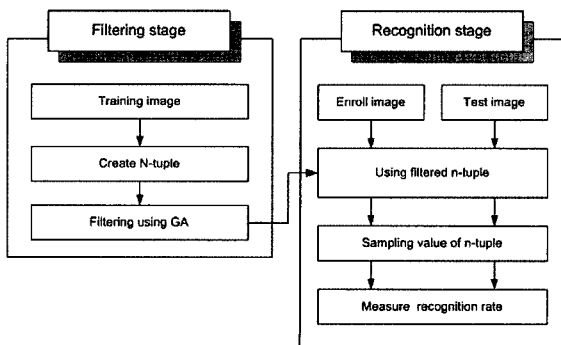 Filtering stage
Training image
Create N-tuple
Filtering using GA
Recognition stage
Enroll image
Test image
Using filtered n-tuple
Sampling value of n-tuple
Measure recognition rate